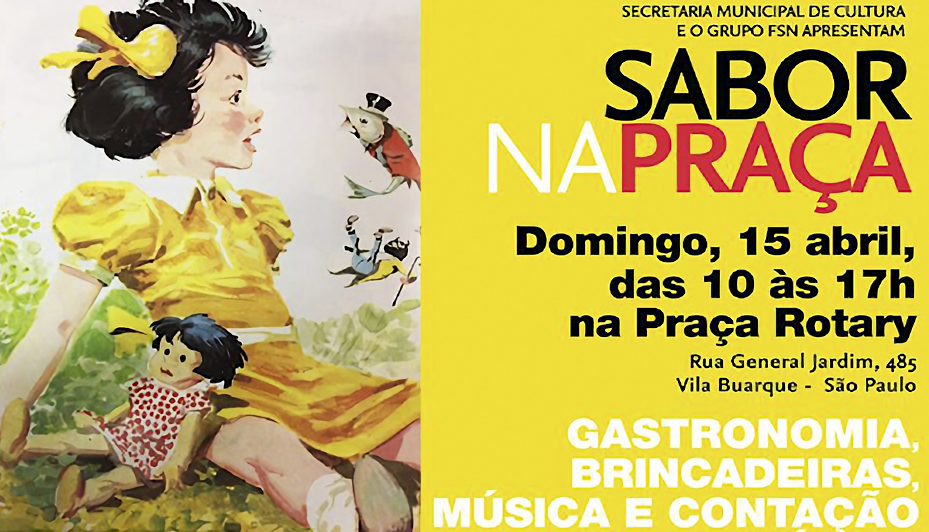 SECRETARIA MUNICIPAL DE CULTURA
E O GRUPO FSN APRESENTAM
SABOR
NAPRAÇA
Domingo, 15 abril,
das 10 às 17h
na Praça Rotary
Rua General Jardim, 485
Vila Buarque - São Paulo
GASTRONOMIA,
BRINCADEIRAS,
MÚSICA E CONTAÇÃO